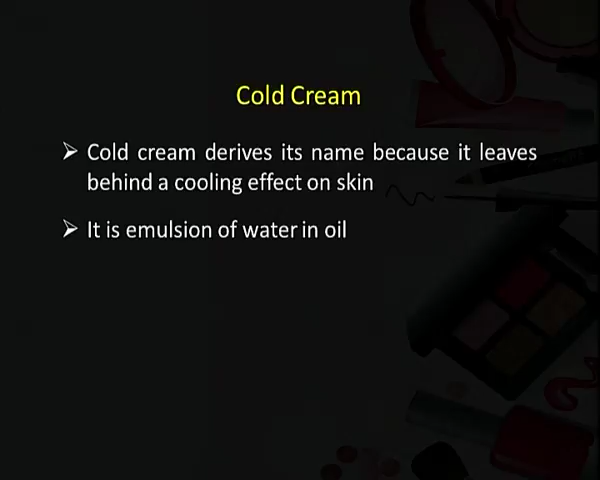 Cold Cream
➢ Cold cream derives its name because it leaves
behind a cooling effect on skin
➢ It is emulsion of water in oil